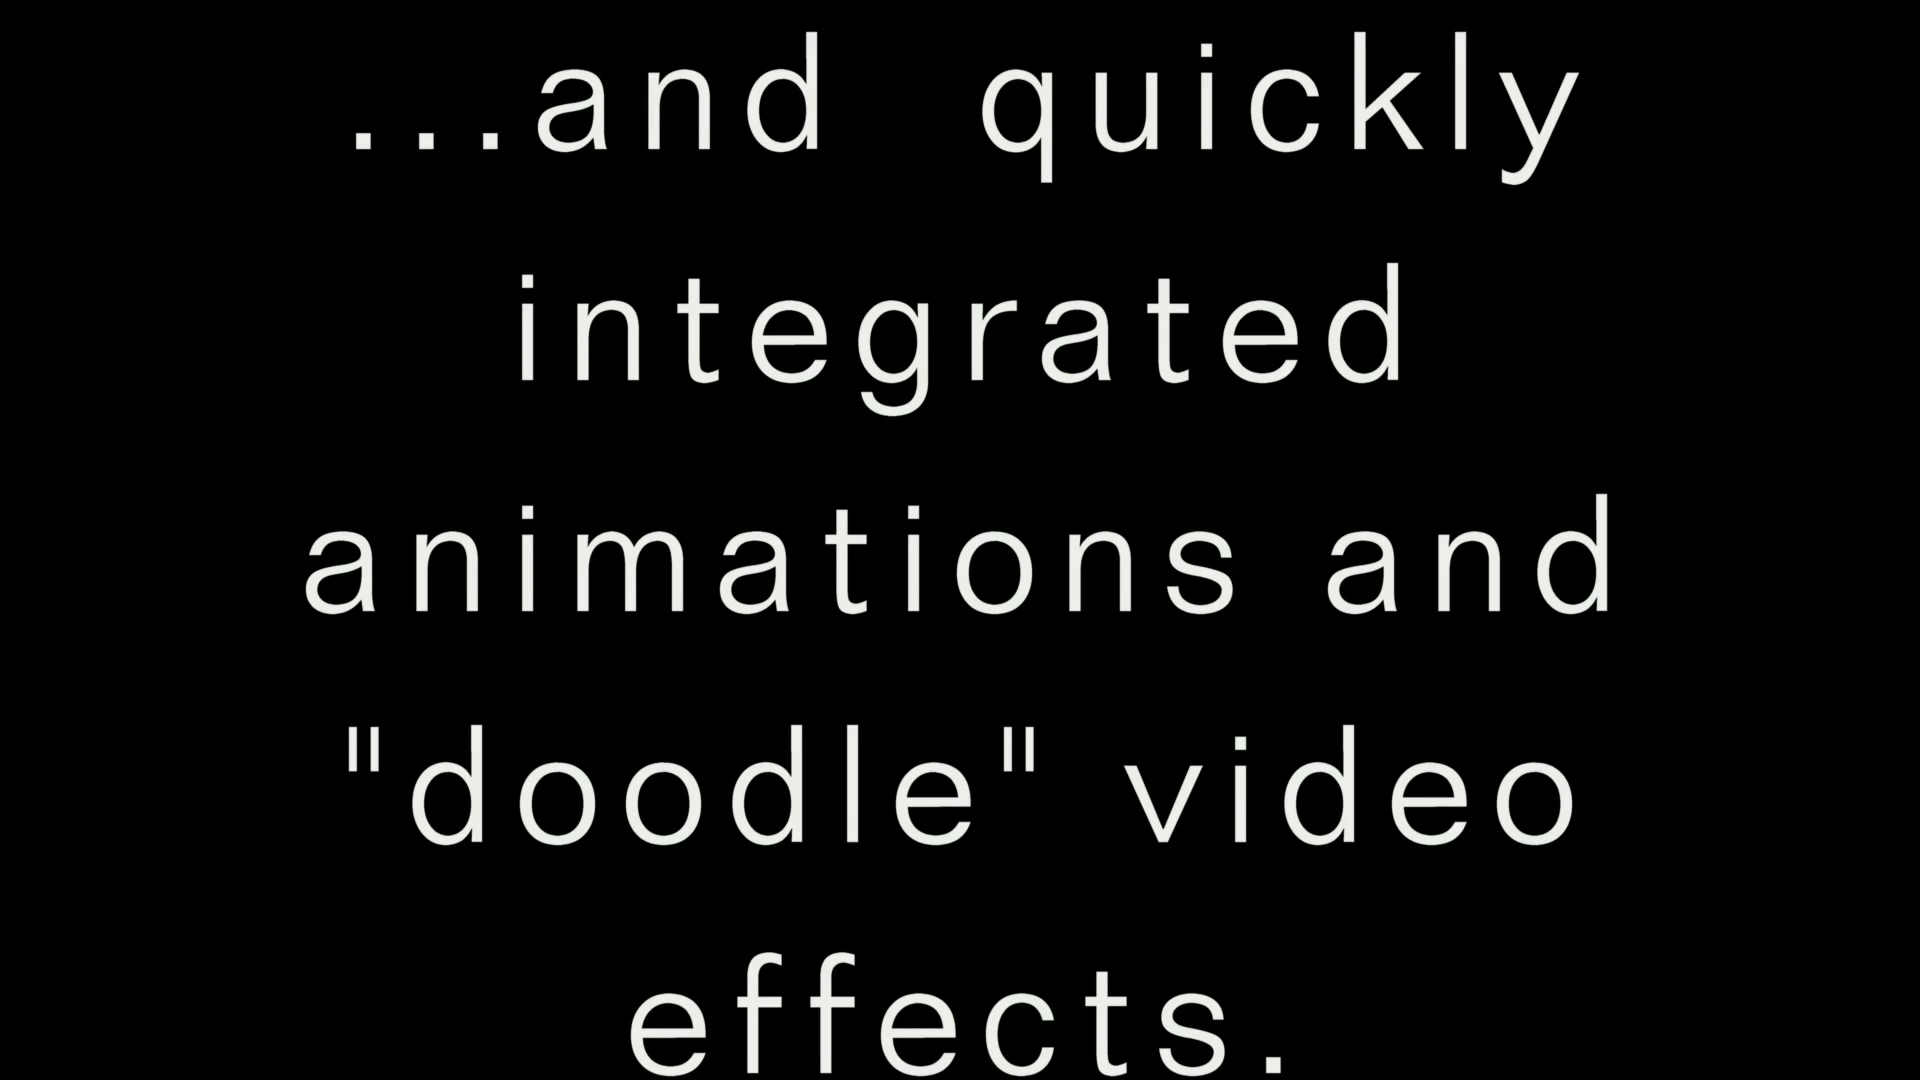 ...and quickly
integrated
animations and
"doodle" video
effects.